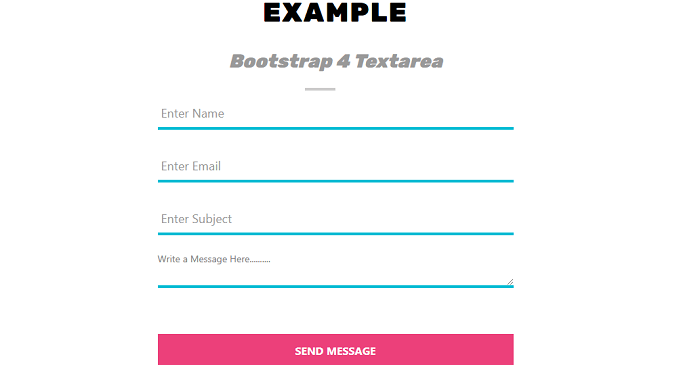 EXAMPLE
Bootstrap 4 Textarea
Enter Name
Enter Email
Enter Subject
Write a Message Here..........
SEND MESSAGE